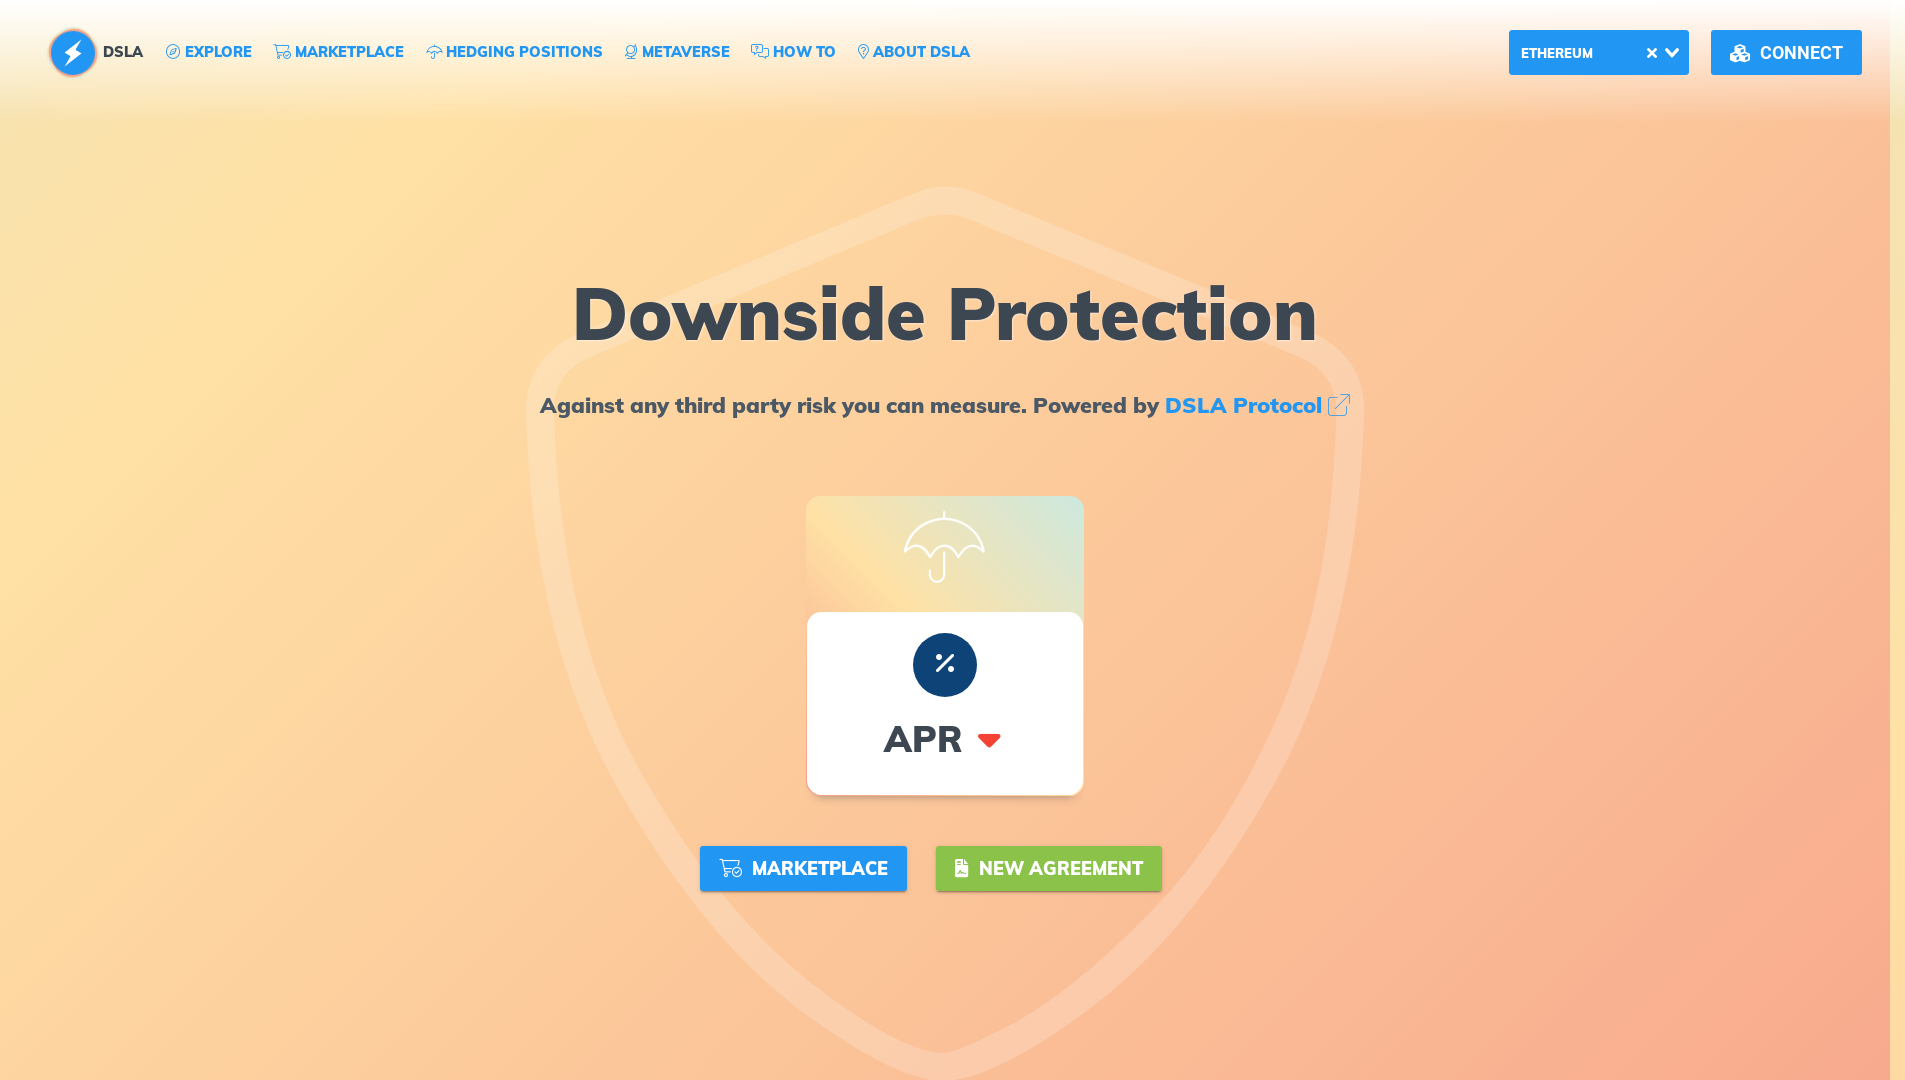 DSLA EXPLORE MARKETPLACE HEDGING POSITIONS METAVERSE HOW TO ABOUT DSLA ETHEREUM CONNECT
Downside Protection
Against any third party risk you can measure. Powered by DSLA Protocol
%
APR
MARKETPLACE NEW AGREEMENT